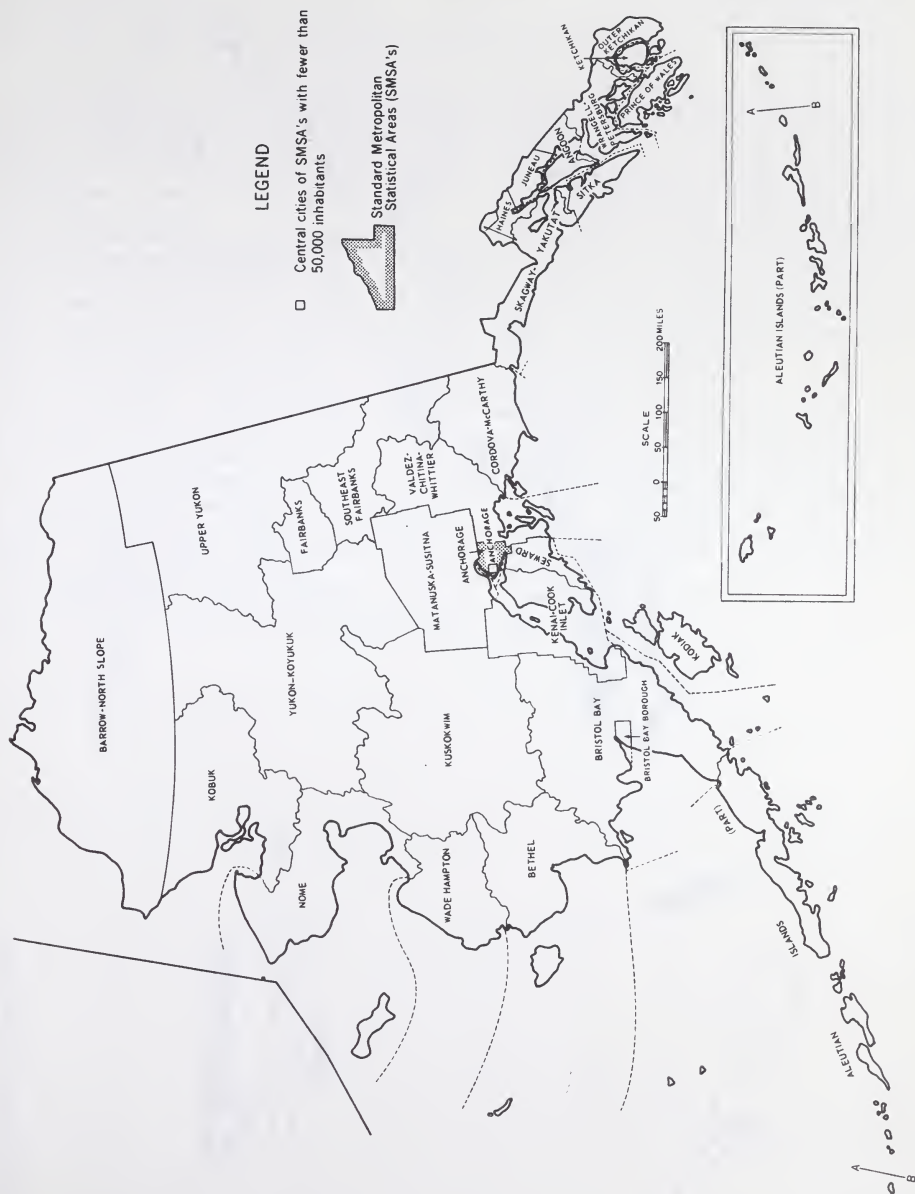 LEGEND
Central cities of SMSA's with fewer than
50,000 inhabitants
Standard Metropolitan
Statistical Areas (SMSA's)
BARROW-NORTH SLOPE
KOBUK
UPPER YUKON
YUKON-KOYUKUK
FAIRBANKS
SOUTHEAST
FAIRBANKS
NOME
WADE HAMPTON
KUSKOKWIM
MATANUSKA-SUSITNA
VALDEZ-
CHITINA-
WHITTIER
CORDOVA-McCARTHY
ANCHORAGE
ANCHORAGE
SEWARD
KENAI-COOK
INLET
BETHEL
BRISTOL BAY
BRISTOL BAY BOROUGH
KODIAK
ALEUTIAN
ISLANDS
(PART)
A
B
SKAGWAY-
YAKUTAT
HAINES
JUNEAU
ANGOON
SITKA
WRANGELL-
PETERSBURG
PRINCE OF WALES
KETCHIKAN
OUTER
KETCHIKAN
SCALE
50 0 50 100 150 200 MILES
ALEUTIAN ISLANDS (PART)
A
B